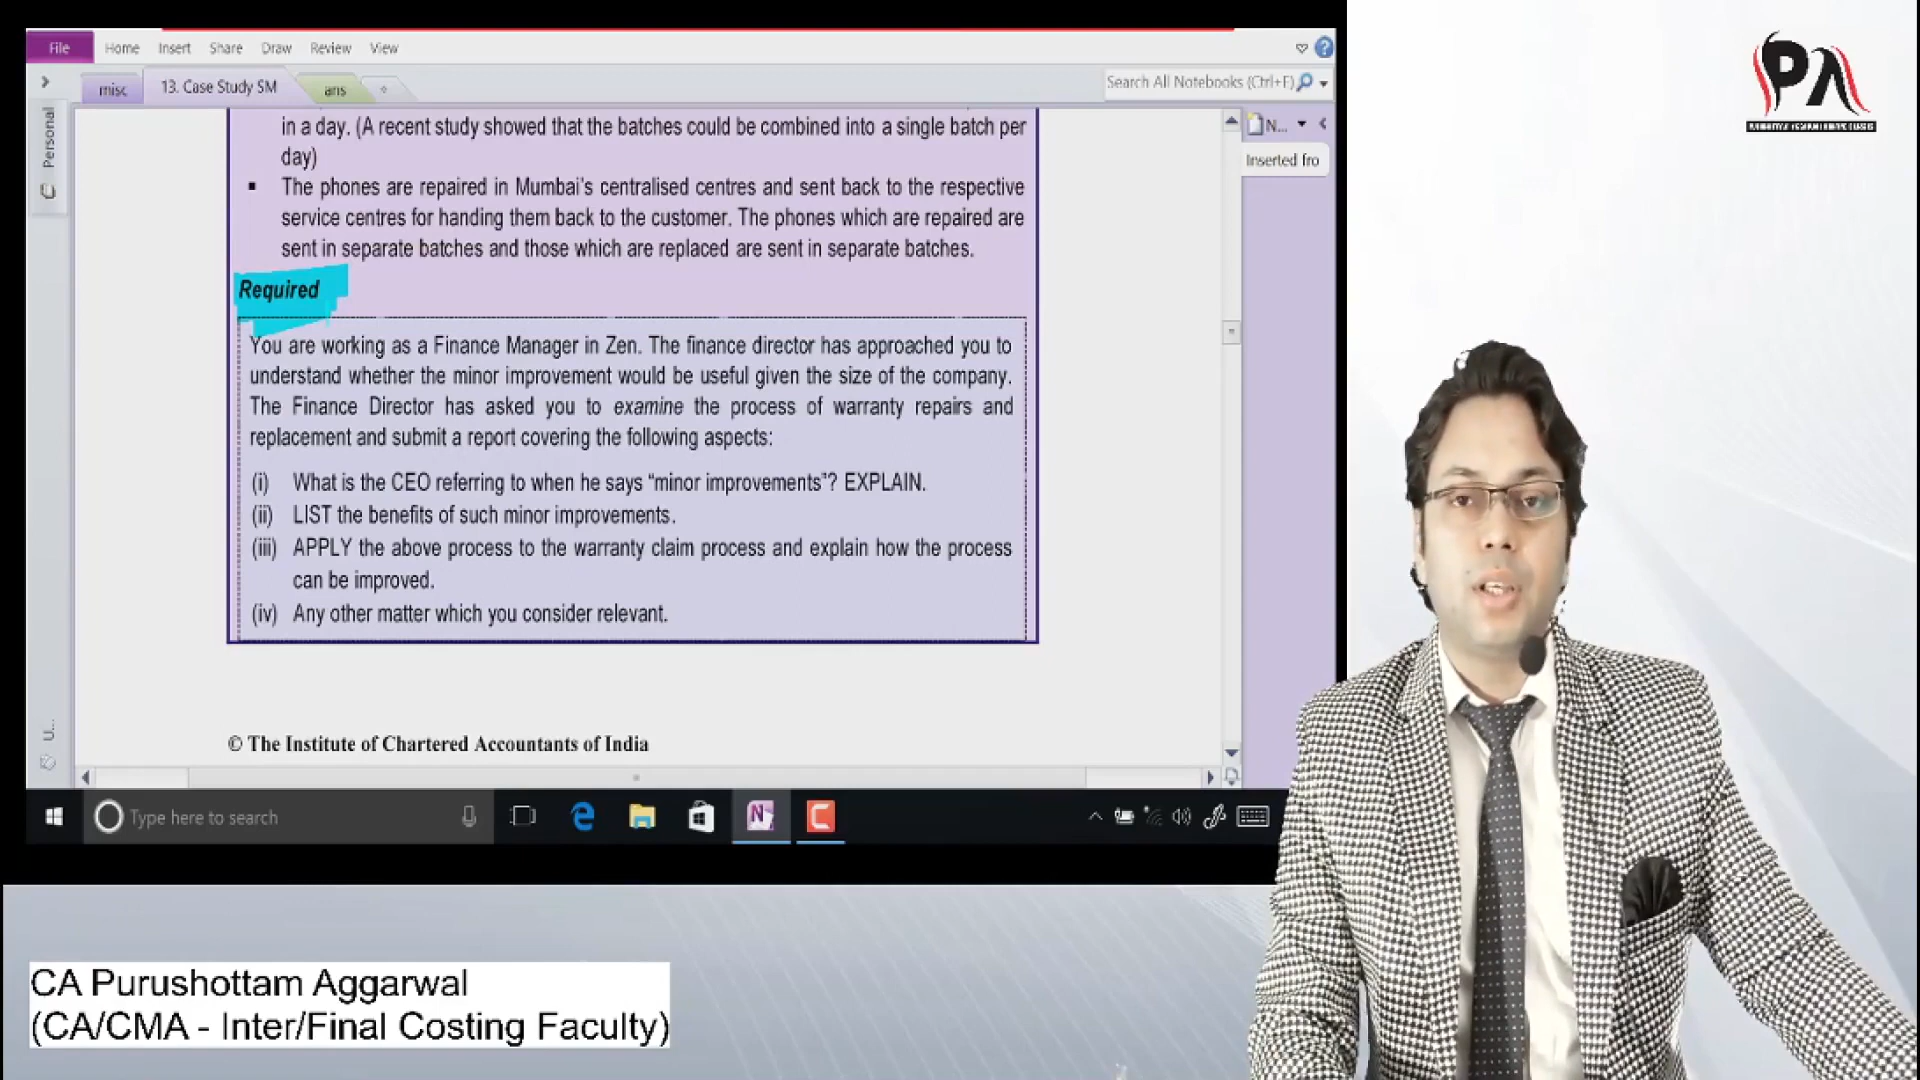 File Home Insert Share Draw Review View
misc 13. Case Study SM ans Search All Notebooks (Ctrl+F)
Personal
N...
Inserted fro
in a day. (A recent study showed that the batches could be combined into a single batch per
day)
▪ The phones are repaired in Mumbai's centralised centres and sent back to the respective
service centres for handing them back to the customer. The phones which are repaired are
sent in separate batches and those which are replaced are sent in separate batches.
Required
You are working as a Finance Manager in Zen. The finance director has approached you to
understand whether the minor improvement would be useful given the size of the company.
The Finance Director has asked you to examine the process of warranty repairs and
replacement and submit a report covering the following aspects:
(i) What is the CEO referring to when he says “minor improvements”? EXPLAIN.
(ii) LIST the benefits of such minor improvements.
(iii) APPLY the above process to the warranty claim process and explain how the process
can be improved.
(iv) Any other matter which you consider relevant.
U...
© The Institute of Chartered Accountants of India
Type here to search
PA
CA Purushottam Aggarwal
(CA/CMA - Inter/Final Costing Faculty)